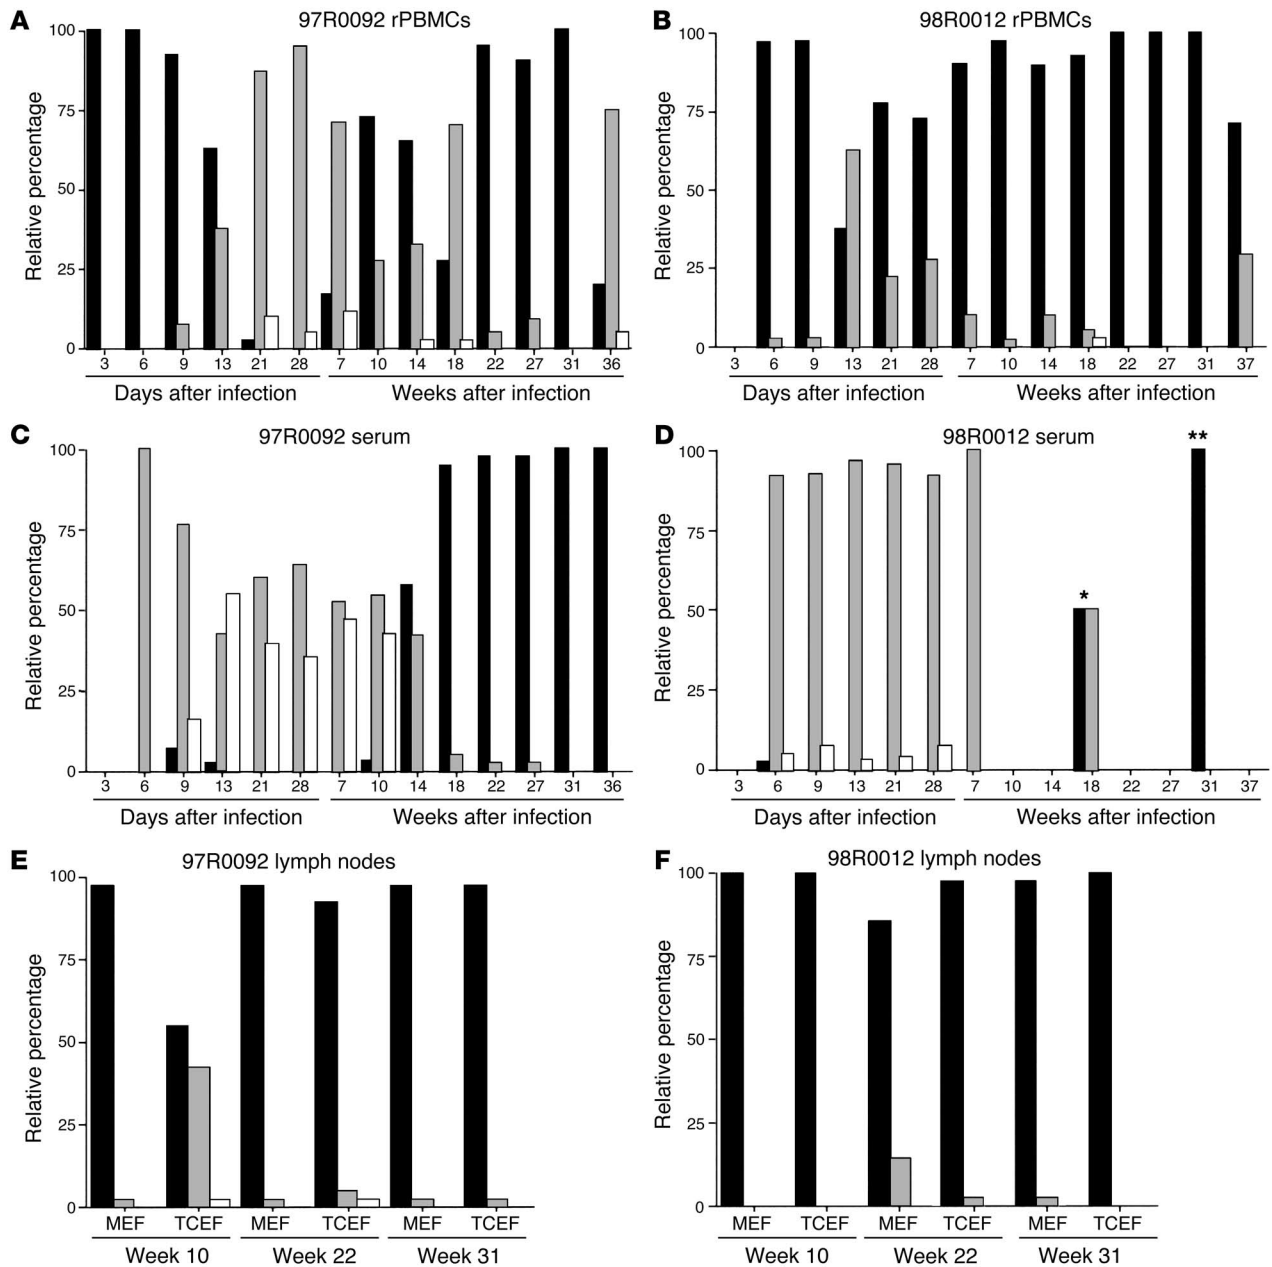 A
97R0092 rPBMCs
Relative percentage
100
75
50
25
0
3 6 9 13 21 28 7 10 14 18 22 27 31 36
Days after infection
Weeks after infection
B
98R0012 rPBMCs
Relative percentage
100
75
50
25
0
3 6 9 13 21 28 7 10 14 18 22 27 31 37
Days after infection
Weeks after infection
C
97R0092 serum
Relative percentage
100
75
50
25
0
3 6 9 13 21 28 7 10 14 18 22 27 31 36
Days after infection
Weeks after infection
D
98R0012 serum
**
*
Relative percentage
100
75
50
25
0
3 6 9 13 21 28 7 10 14 18 22 27 31 37
Days after infection
Weeks after infection
E
97R0092 lymph nodes
Relative percentage
100
75
50
25
0
MEF TCEF MEF TCEF MEF TCEF
Week 10 Week 22 Week 31
F
98R0012 lymph nodes
Relative percentage
100
75
50
25
0
MEF TCEF MEF TCEF MEF TCEF
Week 10 Week 22 Week 31